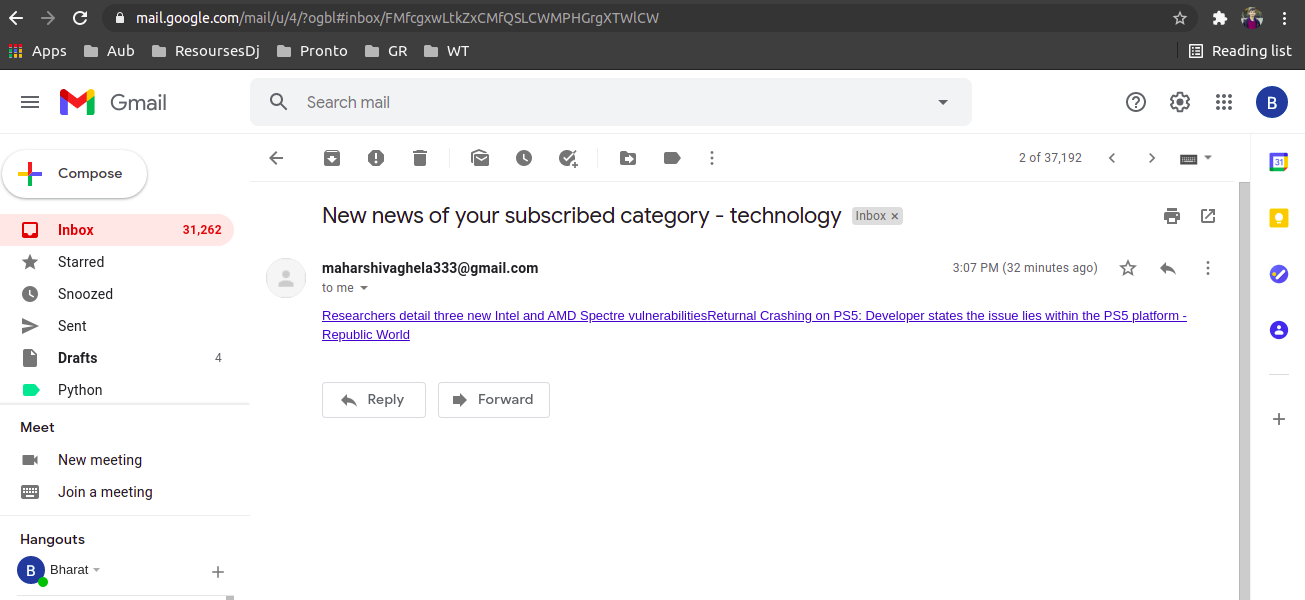 mail.google.com/mail/u/4/?ogbl#inbox/FMfcgxwLtkZxCMfQSLCWMPHGrgXTWlCW
Apps Aub ResoursesDj Pronto GR WT Reading list
Gmail Search mail B
Compose
2 of 37,192
31
New news of your subscribed category - technology Inbox ×
Inbox 31,262
Starred
Snoozed
Sent
Drafts 4
Python
maharshivaghela333@gmail.com 3:07 PM (32 minutes ago)
to me
Researchers detail three new Intel and AMD Spectre vulnerabilitiesReturnal Crashing on PS5: Developer states the issue lies within the PS5 platform -
Republic World
Reply Forward
Meet
New meeting
Join a meeting
Hangouts
B Bharat